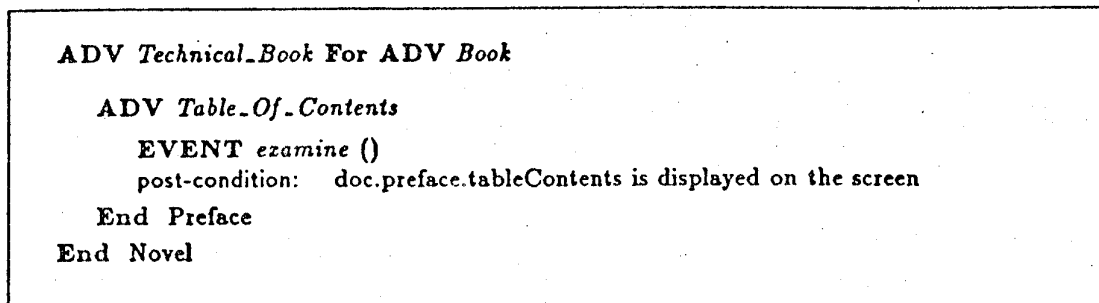 ADV Technical_Book For ADV Book
ADV Table_Of_Contents
EVENT examine ()
post-condition: doc.preface.tableContents is displayed on the screen
End Preface
End Novel